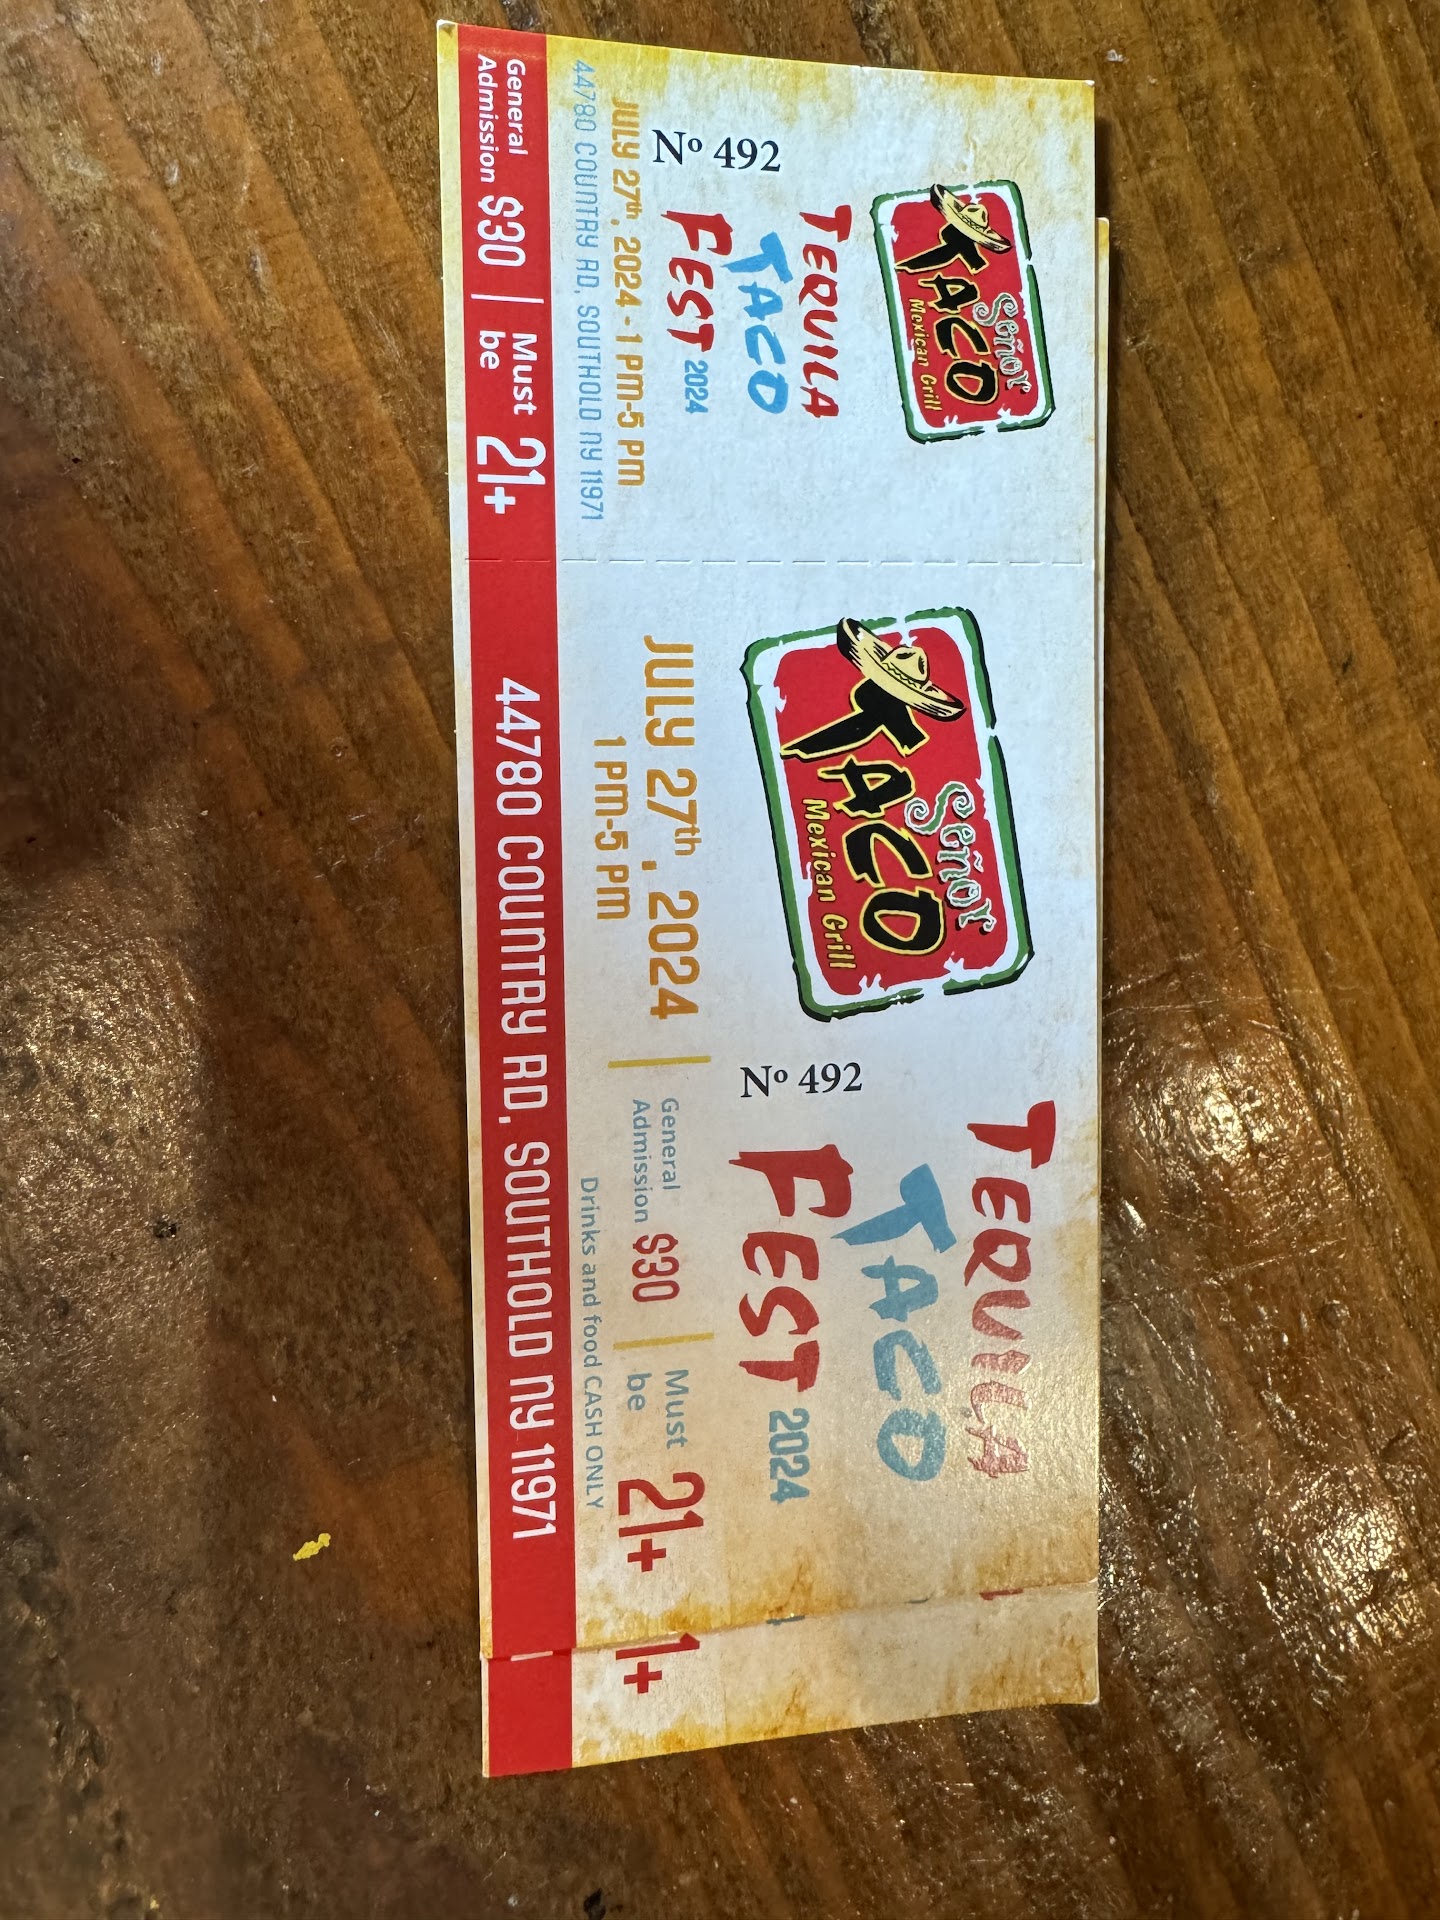 Señor
TACO
Mexican Grill
TEQUILA
TACO
FEST 2024
Nº 492
JULY 27th, 2024 - 1 PM-5 PM
44780 COUNTRY RD, SOUTHOLD NY 11971
General
Admission $30 | Must
be 21+
Señor
TACO
Mexican Grill
TEQUILA
TACO
FEST 2024
Nº 492
JULY 27th, 2024
1 PM-5 PM
General
Admission $30
Must
be 21+
Drinks and food CASH ONLY
44780 COUNTRY RD, SOUTHOLD NY 11971
1+